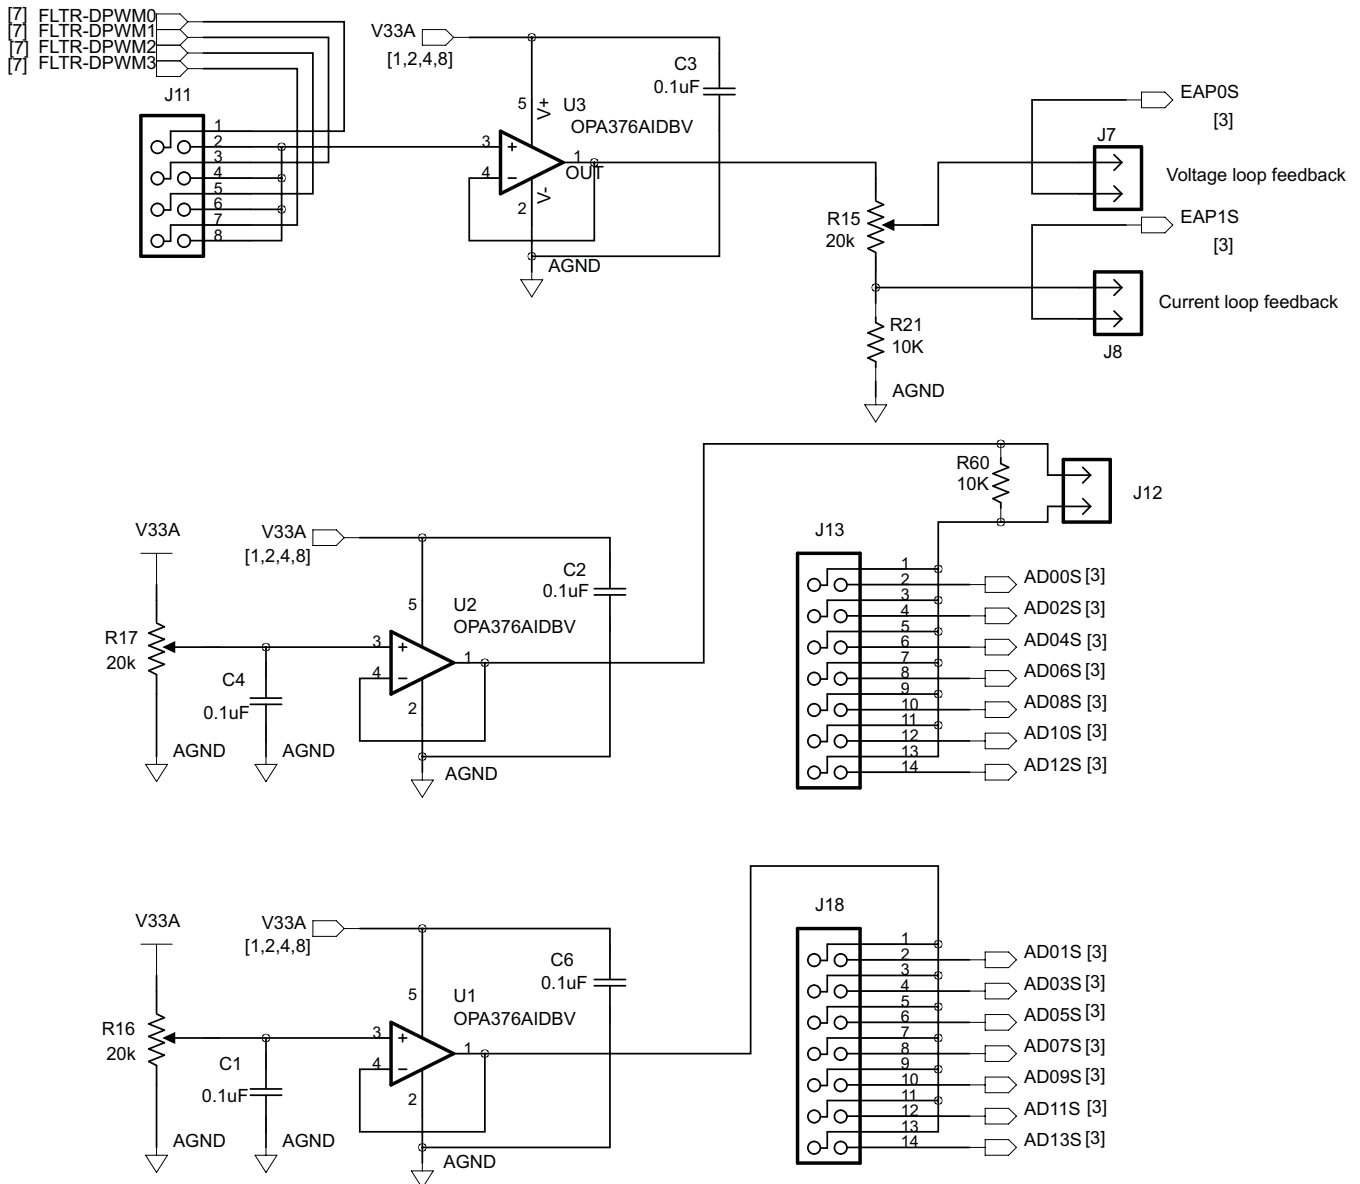 [7] FLTR-DPWM0
[7] FLTR-DPWM1
[7] FLTR-DPWM2
[7] FLTR-DPWM3
J11
1
2
3
4
5
6
7
8
V33A
[1,2,4,8]
C3
0.1uF
5
V+
U3
OPA376AIDBV
3
+
4
−
1
OUT
2
V-
AGND
R15
20k
R21
10K
AGND
EAP0S
[3]
J7
Voltage loop feedback
EAP1S
[3]
Current loop feedback
J8
R60
10K
J12
V33A
R17
20k
AGND
C4
0.1uF
AGND
V33A
[1,2,4,8]
C2
0.1uF
5
U2
OPA376AIDBV
3
+
4
−
1
2
AGND
J13
1
2
AD00S [3]
3
4
AD02S [3]
5
6
AD04S [3]
7
8
AD06S [3]
9
10
AD08S [3]
11
12
AD10S [3]
13
14
AD12S [3]
V33A
R16
20k
AGND
C1
0.1uF
AGND
V33A
[1,2,4,8]
C6
0.1uF
5
U1
OPA376AIDBV
3
+
4
−
1
2
AGND
J18
1
2
AD01S [3]
3
4
AD03S [3]
5
6
AD05S [3]
7
8
AD07S [3]
9
10
AD09S [3]
11
12
AD11S [3]
13
14
AD13S [3]